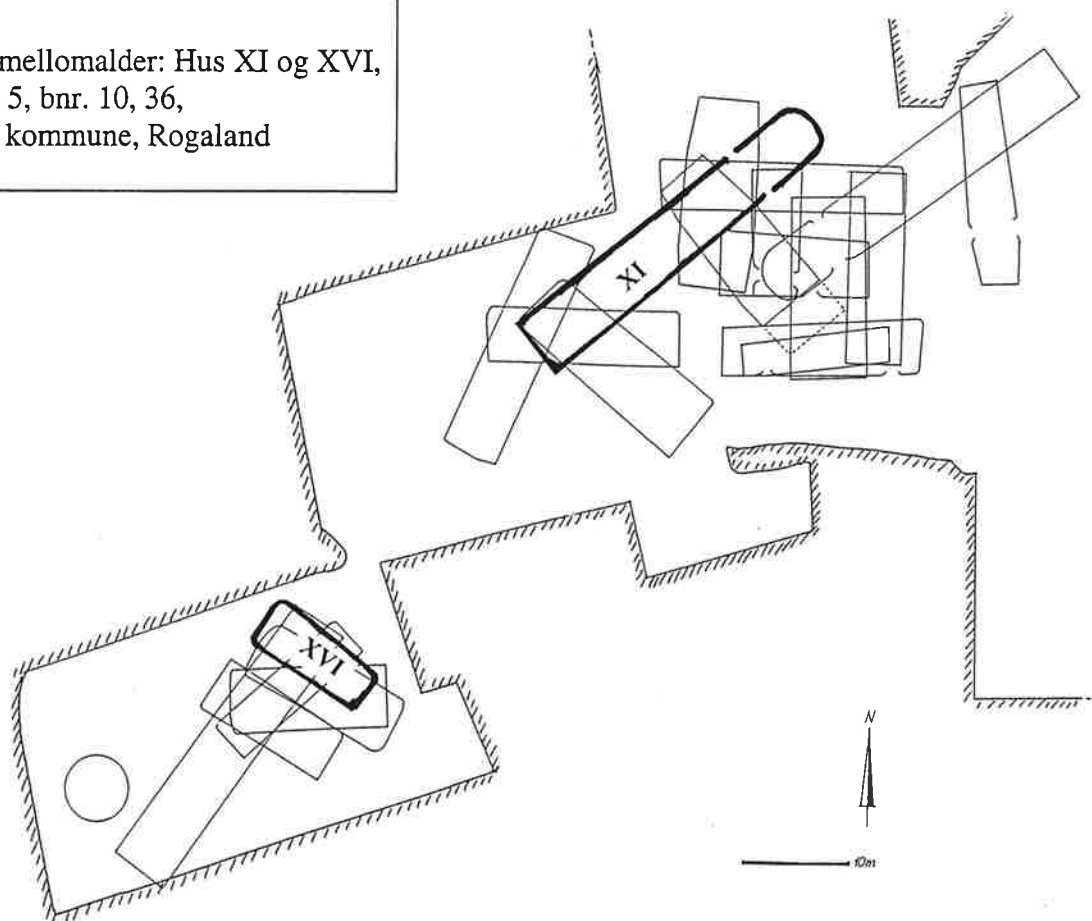 mellomalder: Hus XI og XVI,
5, bnr. 10, 36,
kommune, Rogaland
XI
XVI
N
10m